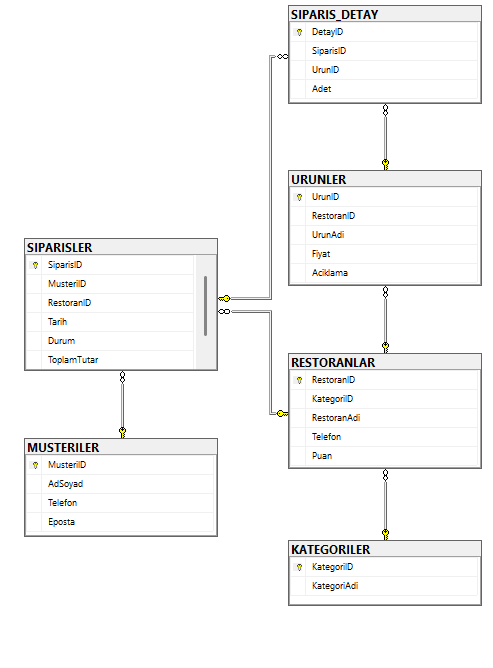 SIPARIS_DETAY
DetayID
SiparisID
UrunID
Adet
URUNLER
UrunID
RestoranID
UrunAdi
Fiyat
Aciklama
SIPARISLER
SiparisID
MusteriID
RestoranID
Tarih
Durum
ToplamTutar
RESTORANLAR
RestoranID
KategoriID
RestoranAdi
Telefon
Puan
MUSTERILER
MusteriID
AdSoyad
Telefon
Eposta
KATEGORILER
KategoriID
KategoriAdi